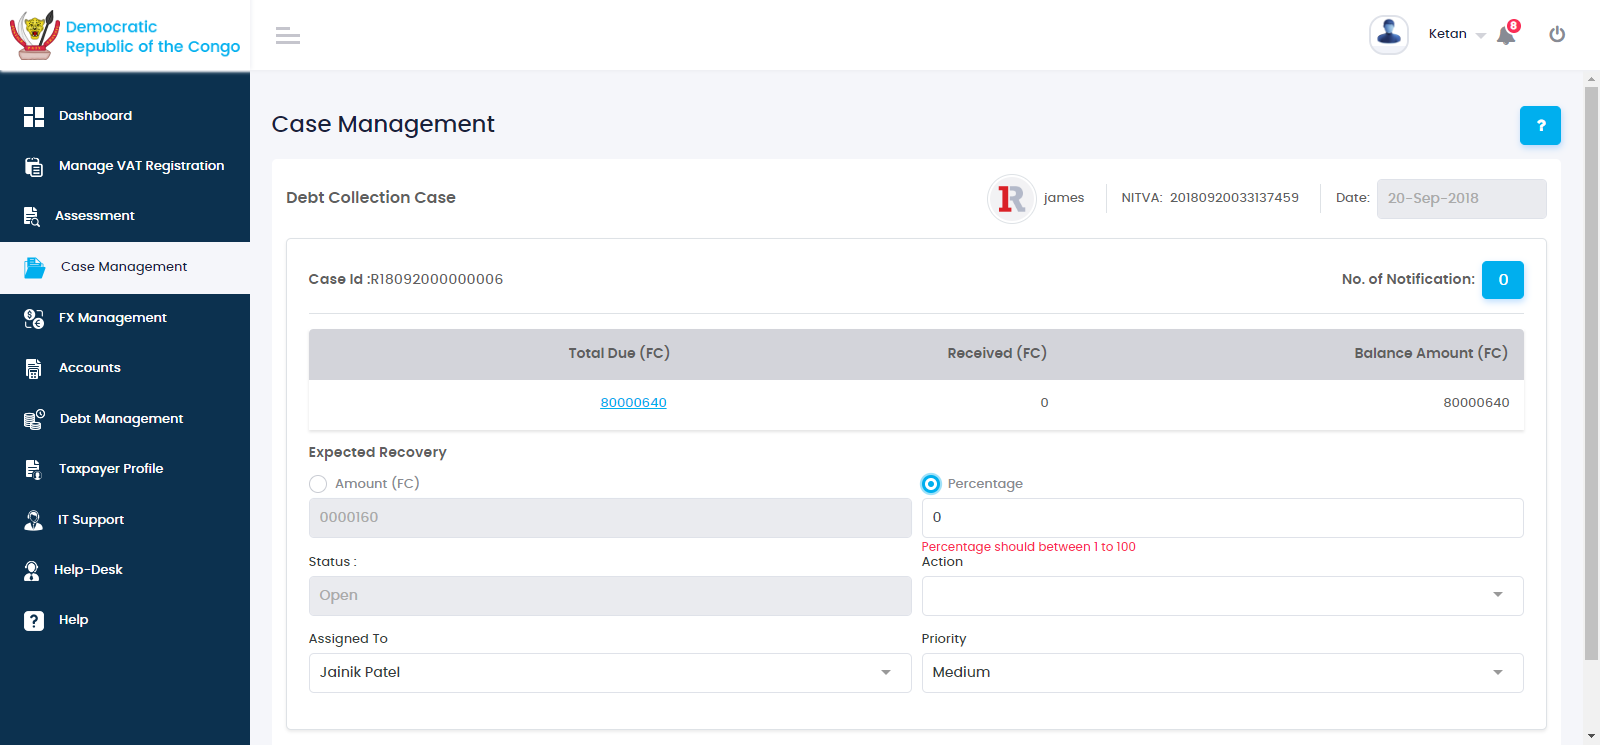 Democratic
Republic of the Congo
Ketan
8
Dashboard
Manage VAT Registration
Assessment
Case Management
FX Management
Accounts
Debt Management
Taxpayer Profile
IT Support
Help-Desk
Help
Case Management
?
Debt Collection Case
1R
james
NITVA: 20180920033137459
Date: 20-Sep-2018
Case Id :R18092000000006
No. of Notification: 0
Total Due (FC) Received (FC) Balance Amount (FC)
80000640 0 80000640
Expected Recovery
Amount (FC) Percentage
0000160 0
Percentage should between 1 to 100
Status : Action
Open
Assigned To Priority
Jainik Patel Medium